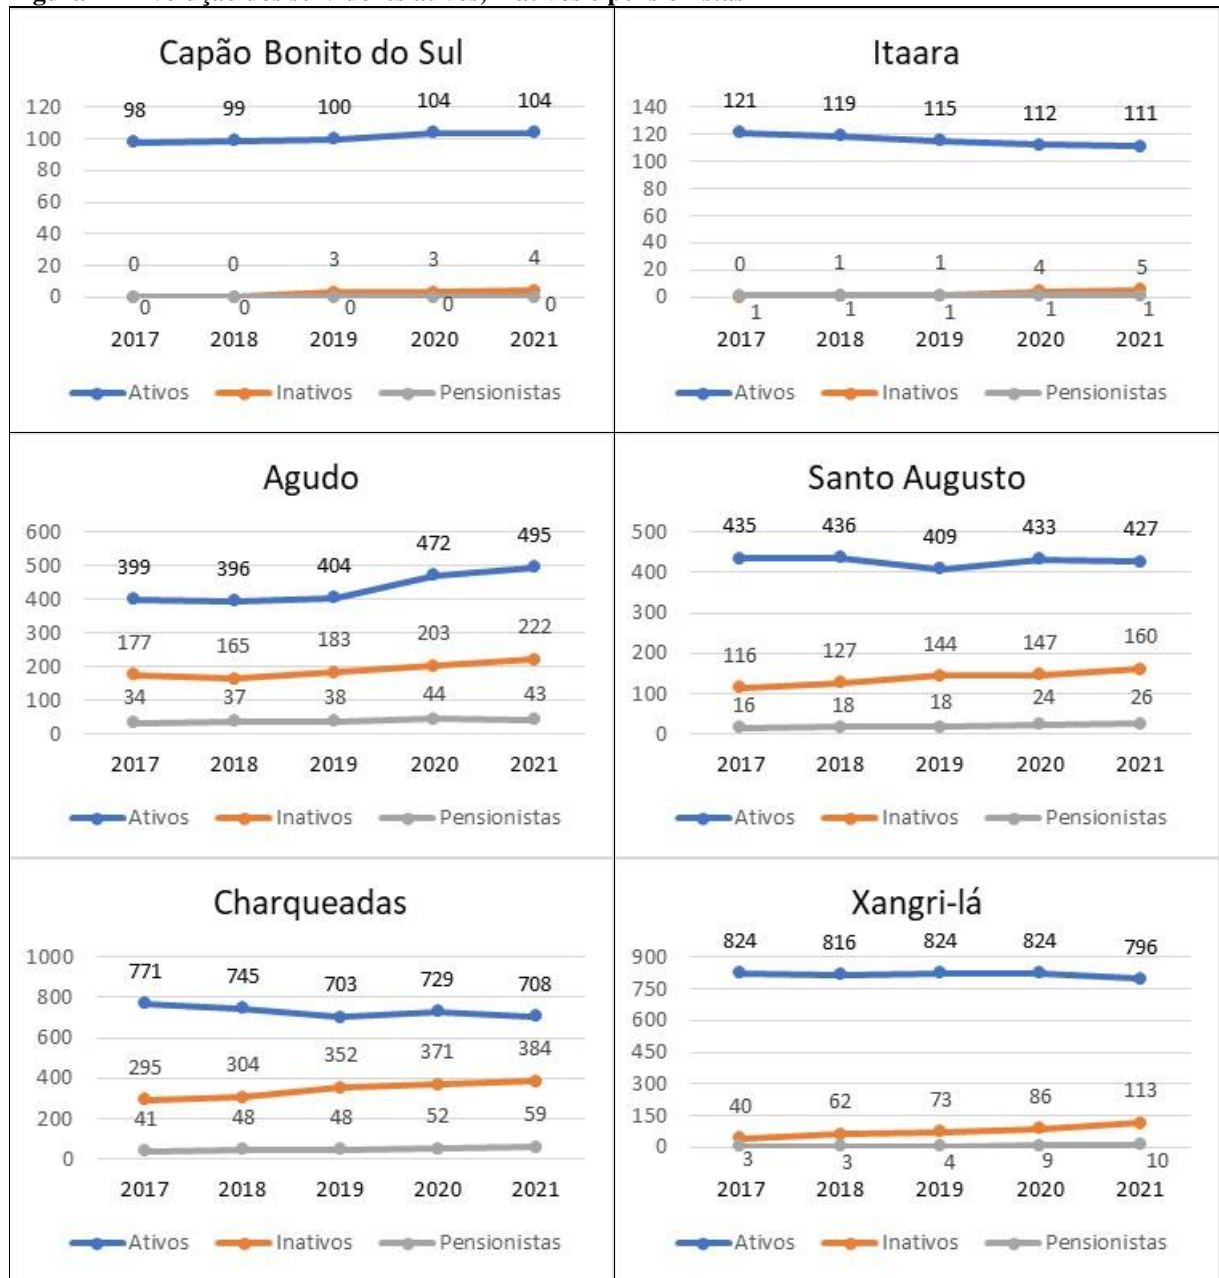 servidores ativos, inativos e pensionistas
Capão Bonito do Sul
120
100
80
60
40
20
0
98 99 100 104 104
0 0 3 3 4
0 0 0 0 0
2017 2018 2019 2020 2021
Ativos Inativos Pensionistas
Itaara
140
120
100
80
60
40
20
0
121 119 115 112 111
0 1 1 4 5
1 1 1 1 1
2017 2018 2019 2020 2021
Ativos Inativos Pensionistas
Agudo
600
500
400
300
200
100
0
399 396 404 472 495
177 165 183 203 222
34 37 38 44 43
2017 2018 2019 2020 2021
Ativos Inativos Pensionistas
Santo Augusto
500
400
300
200
100
0
435 436 409 433 427
116 127 144 147 160
16 18 18 24 26
2017 2018 2019 2020 2021
Ativos Inativos Pensionistas
Charqueadas
1000
800
600
400
200
0
771 745 703 729 708
295 304 352 371 384
41 48 48 52 59
2017 2018 2019 2020 2021
Ativos Inativos Pensionistas
Xangri-lá
900
750
600
450
300
150
0
824 816 824 824 796
40 62 73 86 113
3 3 4 9 10
2017 2018 2019 2020 2021
Ativos Inativos Pensionistas